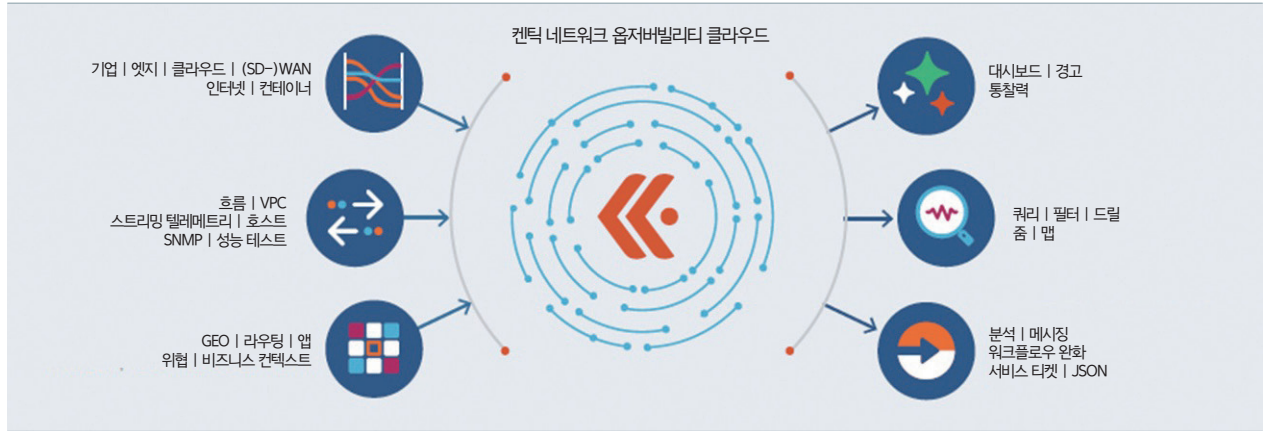 켄틱 네트워크 옵저버빌리티 클라우드
기업 | 엣지 | 클라우드 | (SD-)WAN
인터넷 | 컨테이너
흐름 | VPC
스트리밍 텔레메트리 | 호스트
SNMP | 성능 테스트
GEO | 라우팅 | 앱
위협 | 비즈니스 컨텍스트
대시보드 | 경고
통찰력
쿼리 | 필터 | 드릴
줌 | 맵
분석 | 메시징
워크플로우 완화
서비스 티켓 | JSON